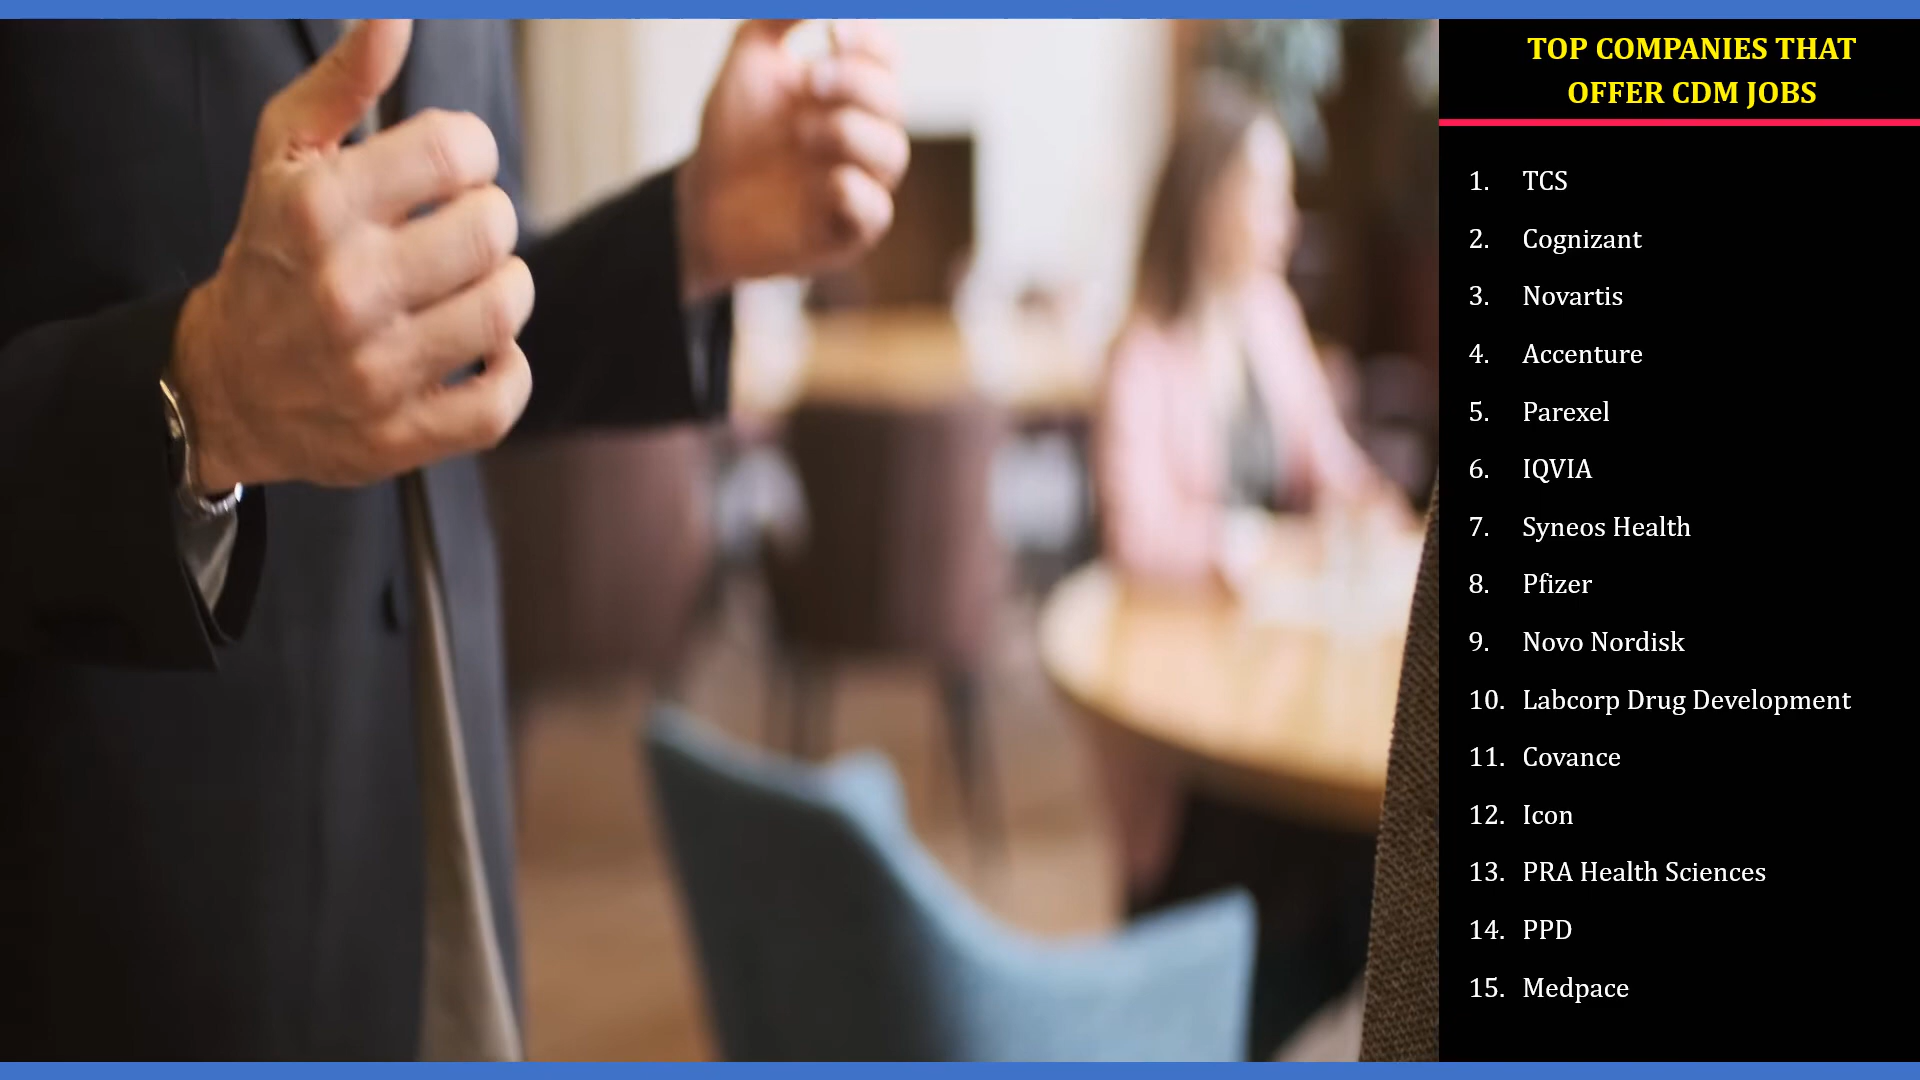 TOP COMPANIES THAT
OFFER CDM JOBS
1. TCS
2. Cognizant
3. Novartis
4. Accenture
5. Parexel
6. IQVIA
7. Syneos Health
8. Pfizer
9. Novo Nordisk
10. Labcorp Drug Development
11. Covance
12. Icon
13. PRA Health Sciences
14. PPD
15. Medpace